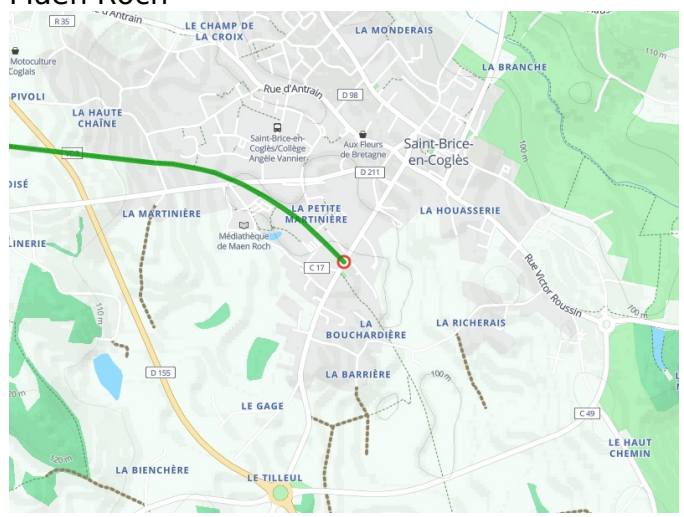 Maen Roch
R 35
d'Antrain
LE CHAMP DE
LA CROIX
LA MONDERAIS
Motoculture
Coglais
LA BRANCHE
110 m
PIVOLI
Rue d'Antrain
D 98
LA HAUTE
CHAÎNE
Saint-Brice-en-
Coglès/Collège
Angèle Vannier
Aux Fleurs
de Bretagne
Saint-Brice-
en-Coglès
100 m
D 211
OISÉ
LA MARTINIÈRE
LA PETITE
MARTINIÈRE
LA HOUASSERIE
Médiathèque
de Maen Roch
LINERIE
C 17
Rue Victor Roussin
110 m
100 m
LA
BOUCHARDIÈRE
LA RICHERAIS
D 155
LA BARRIÈRE
100 m
20 m
LE GAGE
C 49
LE HAUT
CHEMIN
120 m
LA BIENCHÈRE
LE TILLEUL